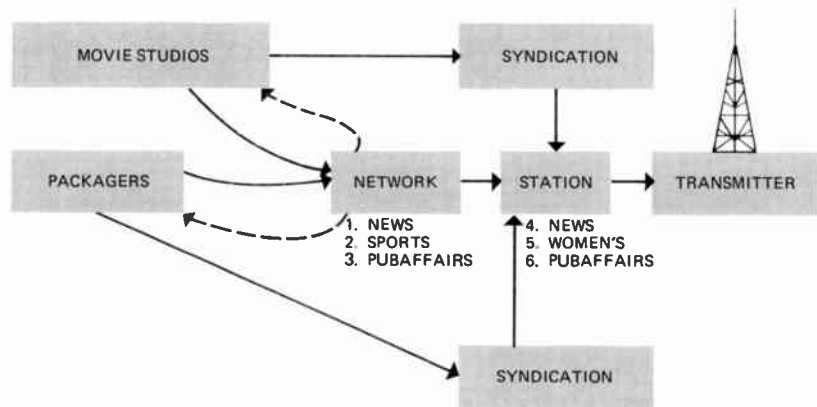 MOVIE STUDIOS
SYNDICATION
PACKAGERS
NETWORK
STATION
TRANSMITTER
1. NEWS
2. SPORTS
3. PUBAFFAIRS
4. NEWS
5. WOMEN'S
6. PUBAFFAIRS
SYNDICATION